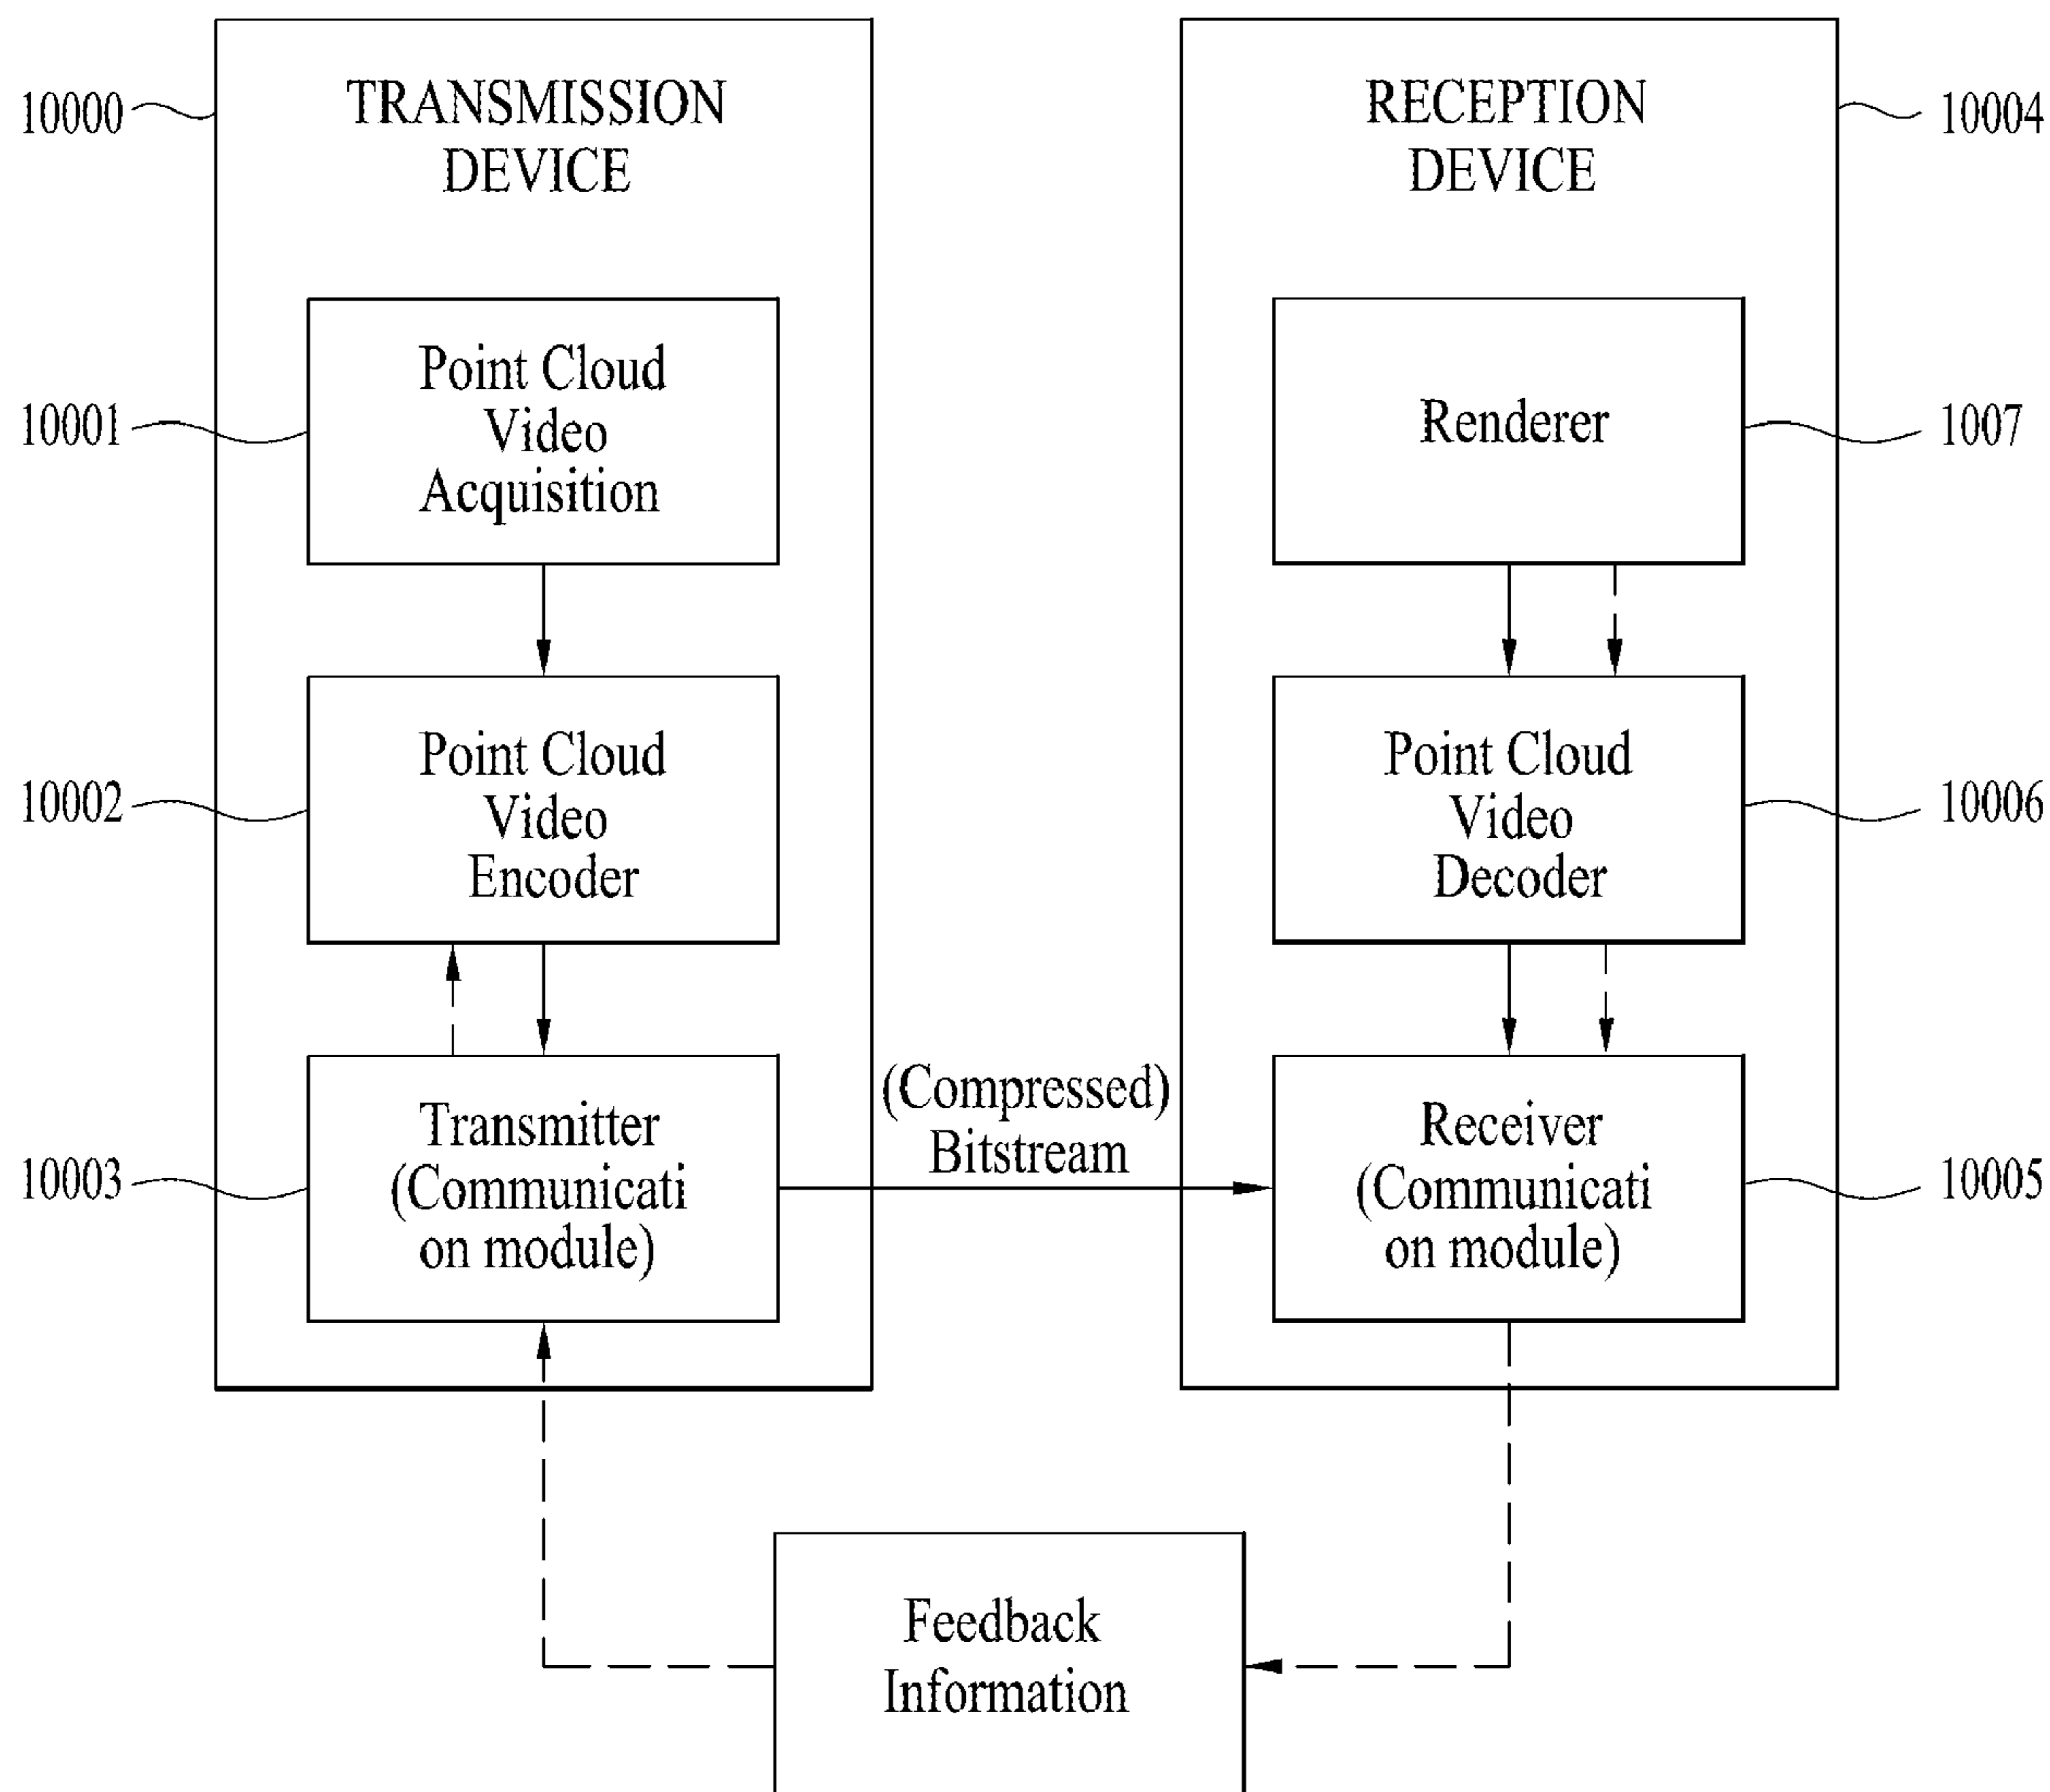 10000
TRANSMISSION
DEVICE
10001
Point Cloud
Video
Acquisition
10002
Point Cloud
Video
Encoder
10003
Transmitter
(Communicati
on module)
(Compressed)
Bitstream
RECEPTION
DEVICE
10004
Renderer
1007
Point Cloud
Video
Decoder
10006
Receiver
(Communicati
on module)
10005
Feedback
Information